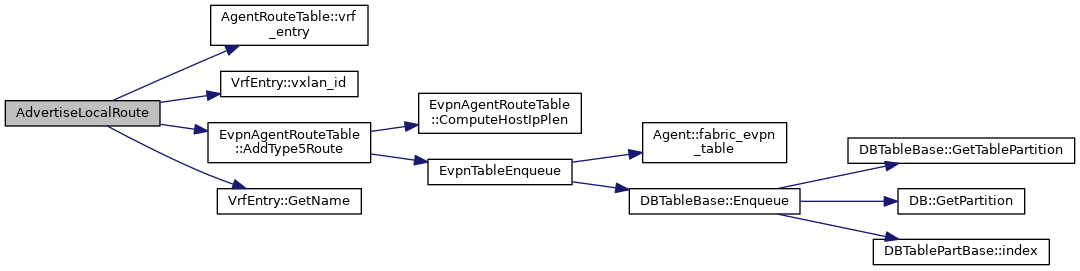 AdvertiseLocalRoute
AgentRouteTable::vrf
_entry
VrfEntry::vxlan_id
EvpnAgentRouteTable
::AddType5Route
VrfEntry::GetName
EvpnAgentRouteTable
::ComputeHostIpPlen
EvpnTableEnqueue
Agent::fabric_evpn
_table
DBTableBase::Enqueue
DBTableBase::GetTablePartition
DB::GetPartition
DBTablePartBase::index